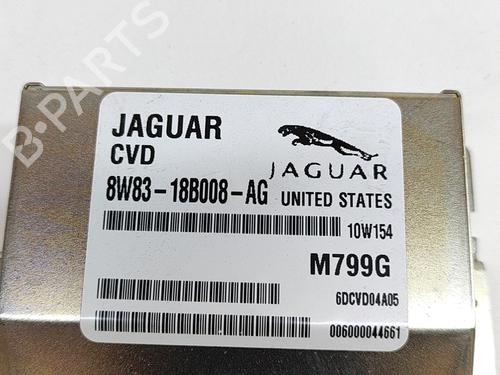 B-PARTS
JAGUAR
CVD
JAGUAR
8W83-18B008-AG UNITED STATES
10W154
M799G
6DCVD04A05
006000044661